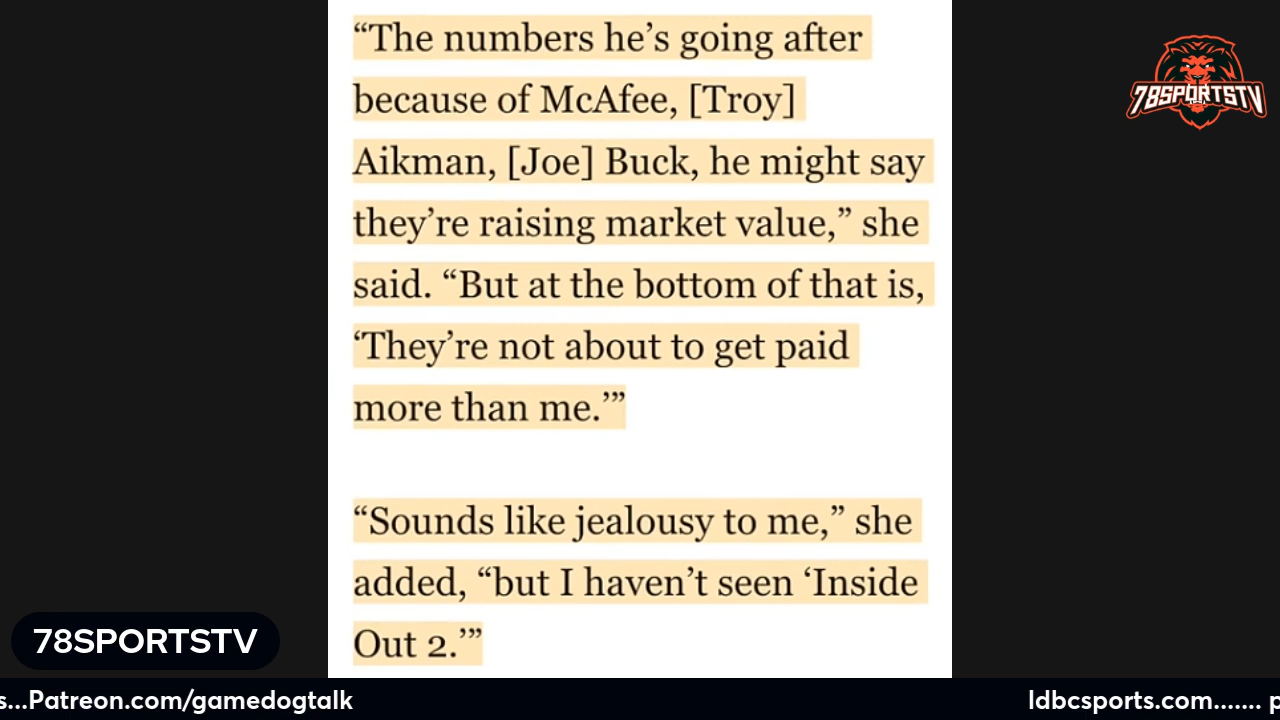 “The numbers he’s going after
because of McAfee, [Troy]
Aikman, [Joe] Buck, he might say
they’re raising market value,” she
said. “But at the bottom of that is,
‘They’re not about to get paid
more than me.’”
“Sounds like jealousy to me,” she
added, “but I haven’t seen ‘Inside
Out 2.’”
78SPORTSTV
78SPORTSTV
s...Patreon.com/gamedogtalk
ldbcsports.com....... p